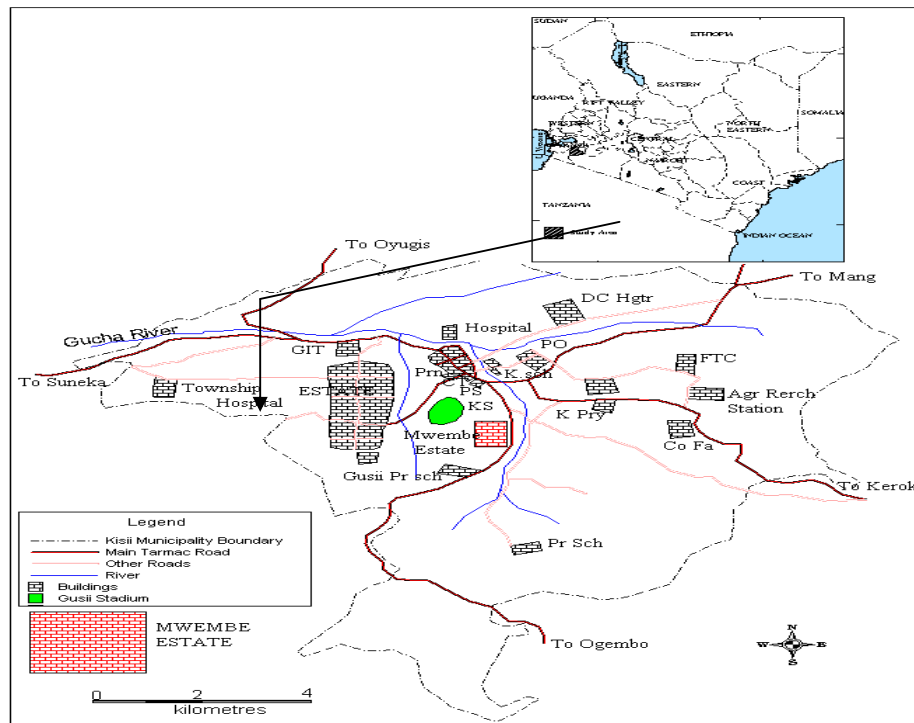 SUDAN
ETHIOPIA
EASTERN
UGANDA
RIFT VALLEY
SOMALIA
WESTERN
NORTH
EASTERN
CENTRAL
NAIROBI
COAST
TANZANIA
Study Area
INDIAN OCEAN
To Oyugis
To Mang
DC Hgtr
Gucha River
Hospital
PO
GIT
FTC
Prn
K sch
To Suneka
Township
Hospital
ESTATE
PS
Agr Rerch
Station
KS
K Pry
Mwembe
Estate
Co Fa
Gusii Pr sch
To Kerok
Legend
Kisii Municipality Boundary
Main Tarmac Road
Other Roads
River
Buildings
Gusii Stadium
Pr Sch
MWEMBE
ESTATE
To Ogembo
N
W E
S
0 2 4
kilometres